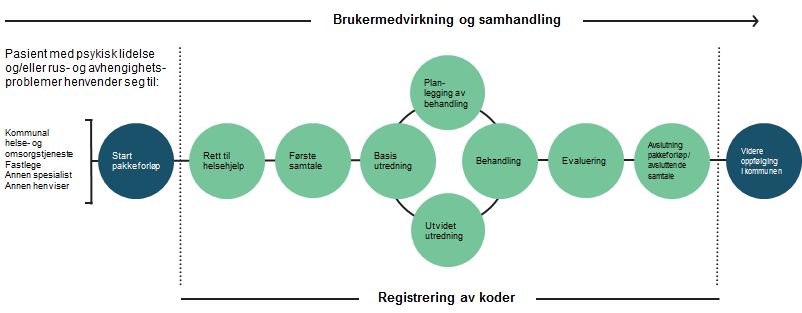 Brukermedvirkning og samhandling
Pasient med psykisk lidelse
og/eller rus- og avhengighets-
problemer henvender seg til:
Kommunal
helse- og
omsorgstjeneste
Fastlege
Annen spesialist
Annen henviser
Start
pakkeforløp
Rett til
helsehjelp
Første
samtale
Basis
utredning
Plan-
legging av
behandling
Utvidet
utredning
Behandling
Evaluering
Avslutning
pakkeforløp/
avsluttende
samtale
Videre
oppfølging
I kommunen
Registrering av koder